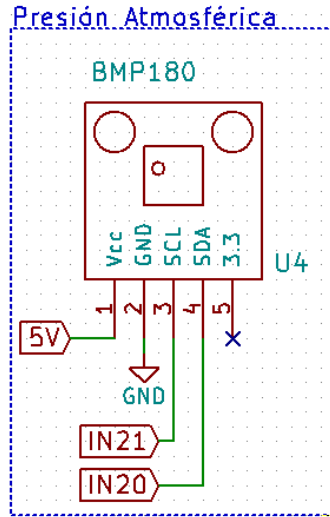 Presión Atmosférica
BMP180
Vcc
GND
SCL
SDA
3.3
U4
1
2
3
4
5
5V
GND
IN21
IN20